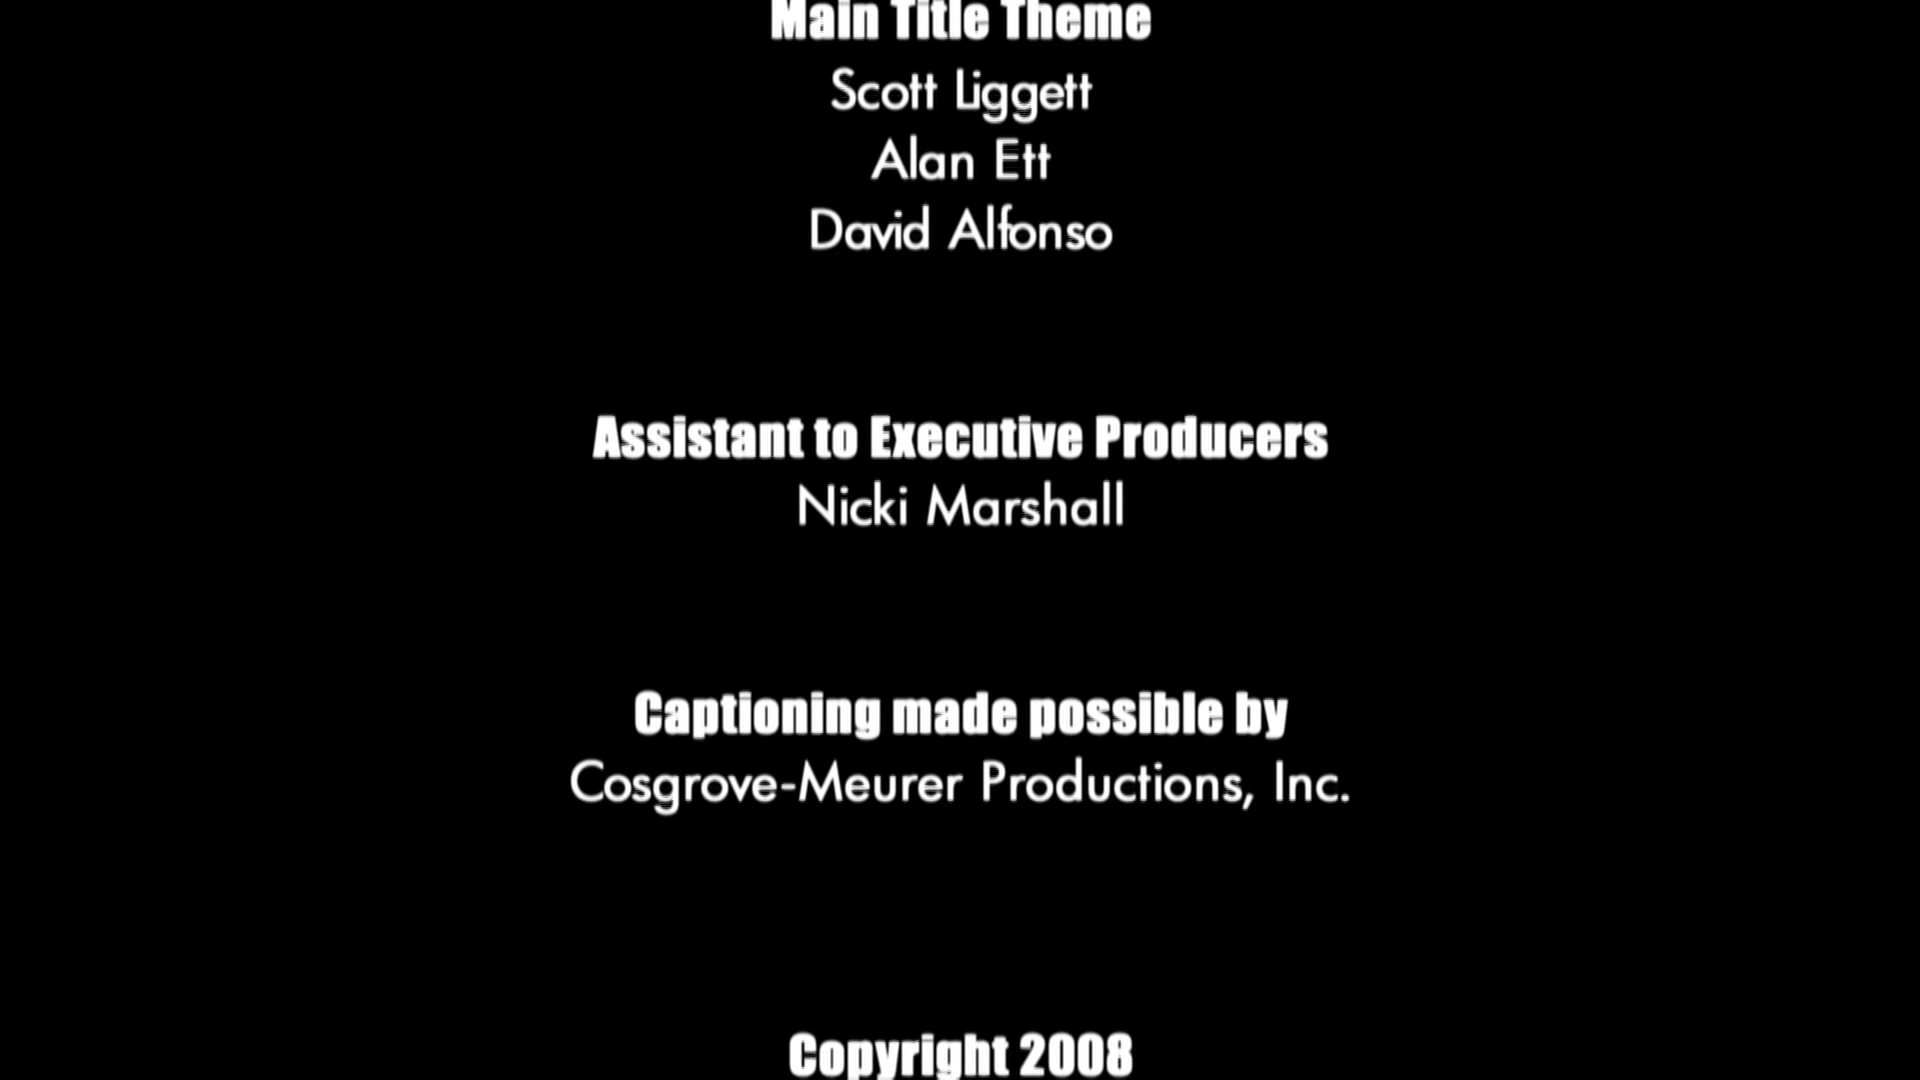 Main Title Theme
Scott Liggett
Alan Ett
David Alfonso
Assistant to Executive Producers
Nicki Marshall
Captioning made possible by
Cosgrove-Meurer Productions, Inc.
Copyright 2008